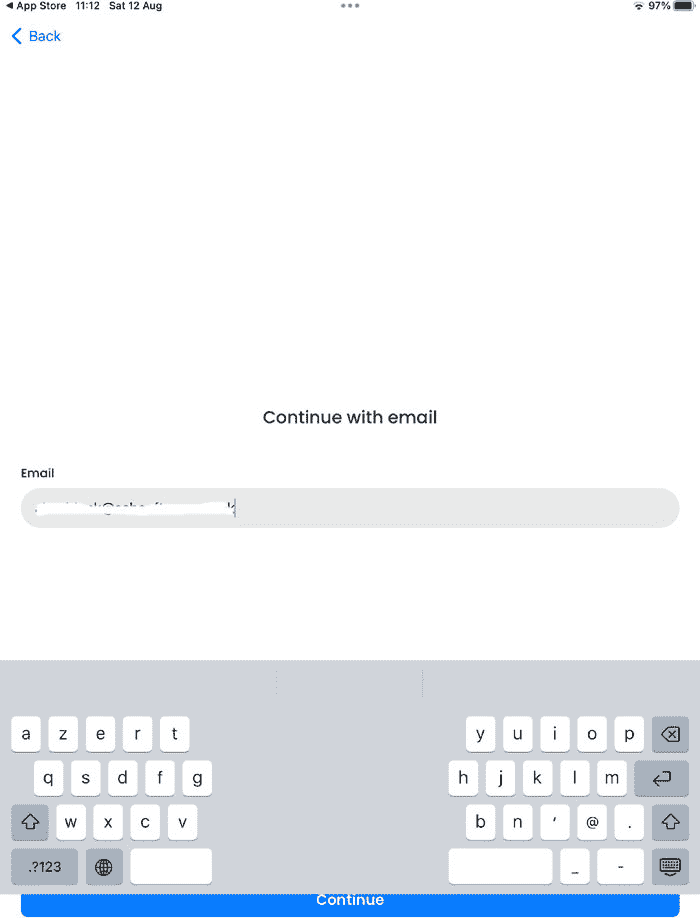 App Store 11:12 Sat 12 Aug 97%
Back
Continue with email
Email
a z e r t y u i o p
q s d f g h j k l m
w x c v b n ' @ .
.?123 _ -
Continue